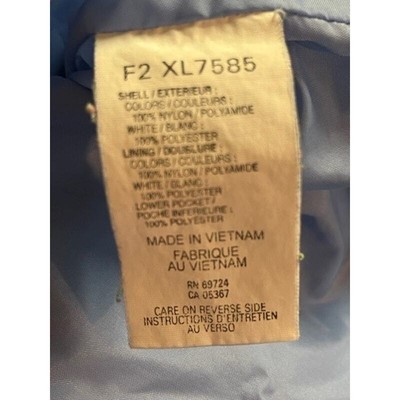 F2 XL7585
SHELL / EXTERIEUR :
COLORS / COULEURS :
100% NYLON / POLYAMIDE
WHITE / BLANC :
100% POLYESTER
LINING / DOUBLURE :
COLORS / COULEURS :
100% NYLON / POLYAMIDE
WHITE / BLANC :
100% POLYESTER
LOWER POCKET /
POCHE INFERIEURE :
100% POLYESTER
MADE IN VIETNAM
FABRIQUE
AU VIETNAM
RN 69724
CA 05367
CARE ON REVERSE SIDE
INSTRUCTIONS D'ENTRETIEN
AU VERSO